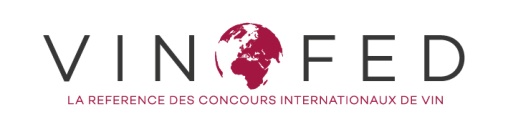 VINOFED
LA REFERENCE DES CONCOURS INTERNATIONAUX DE VIN